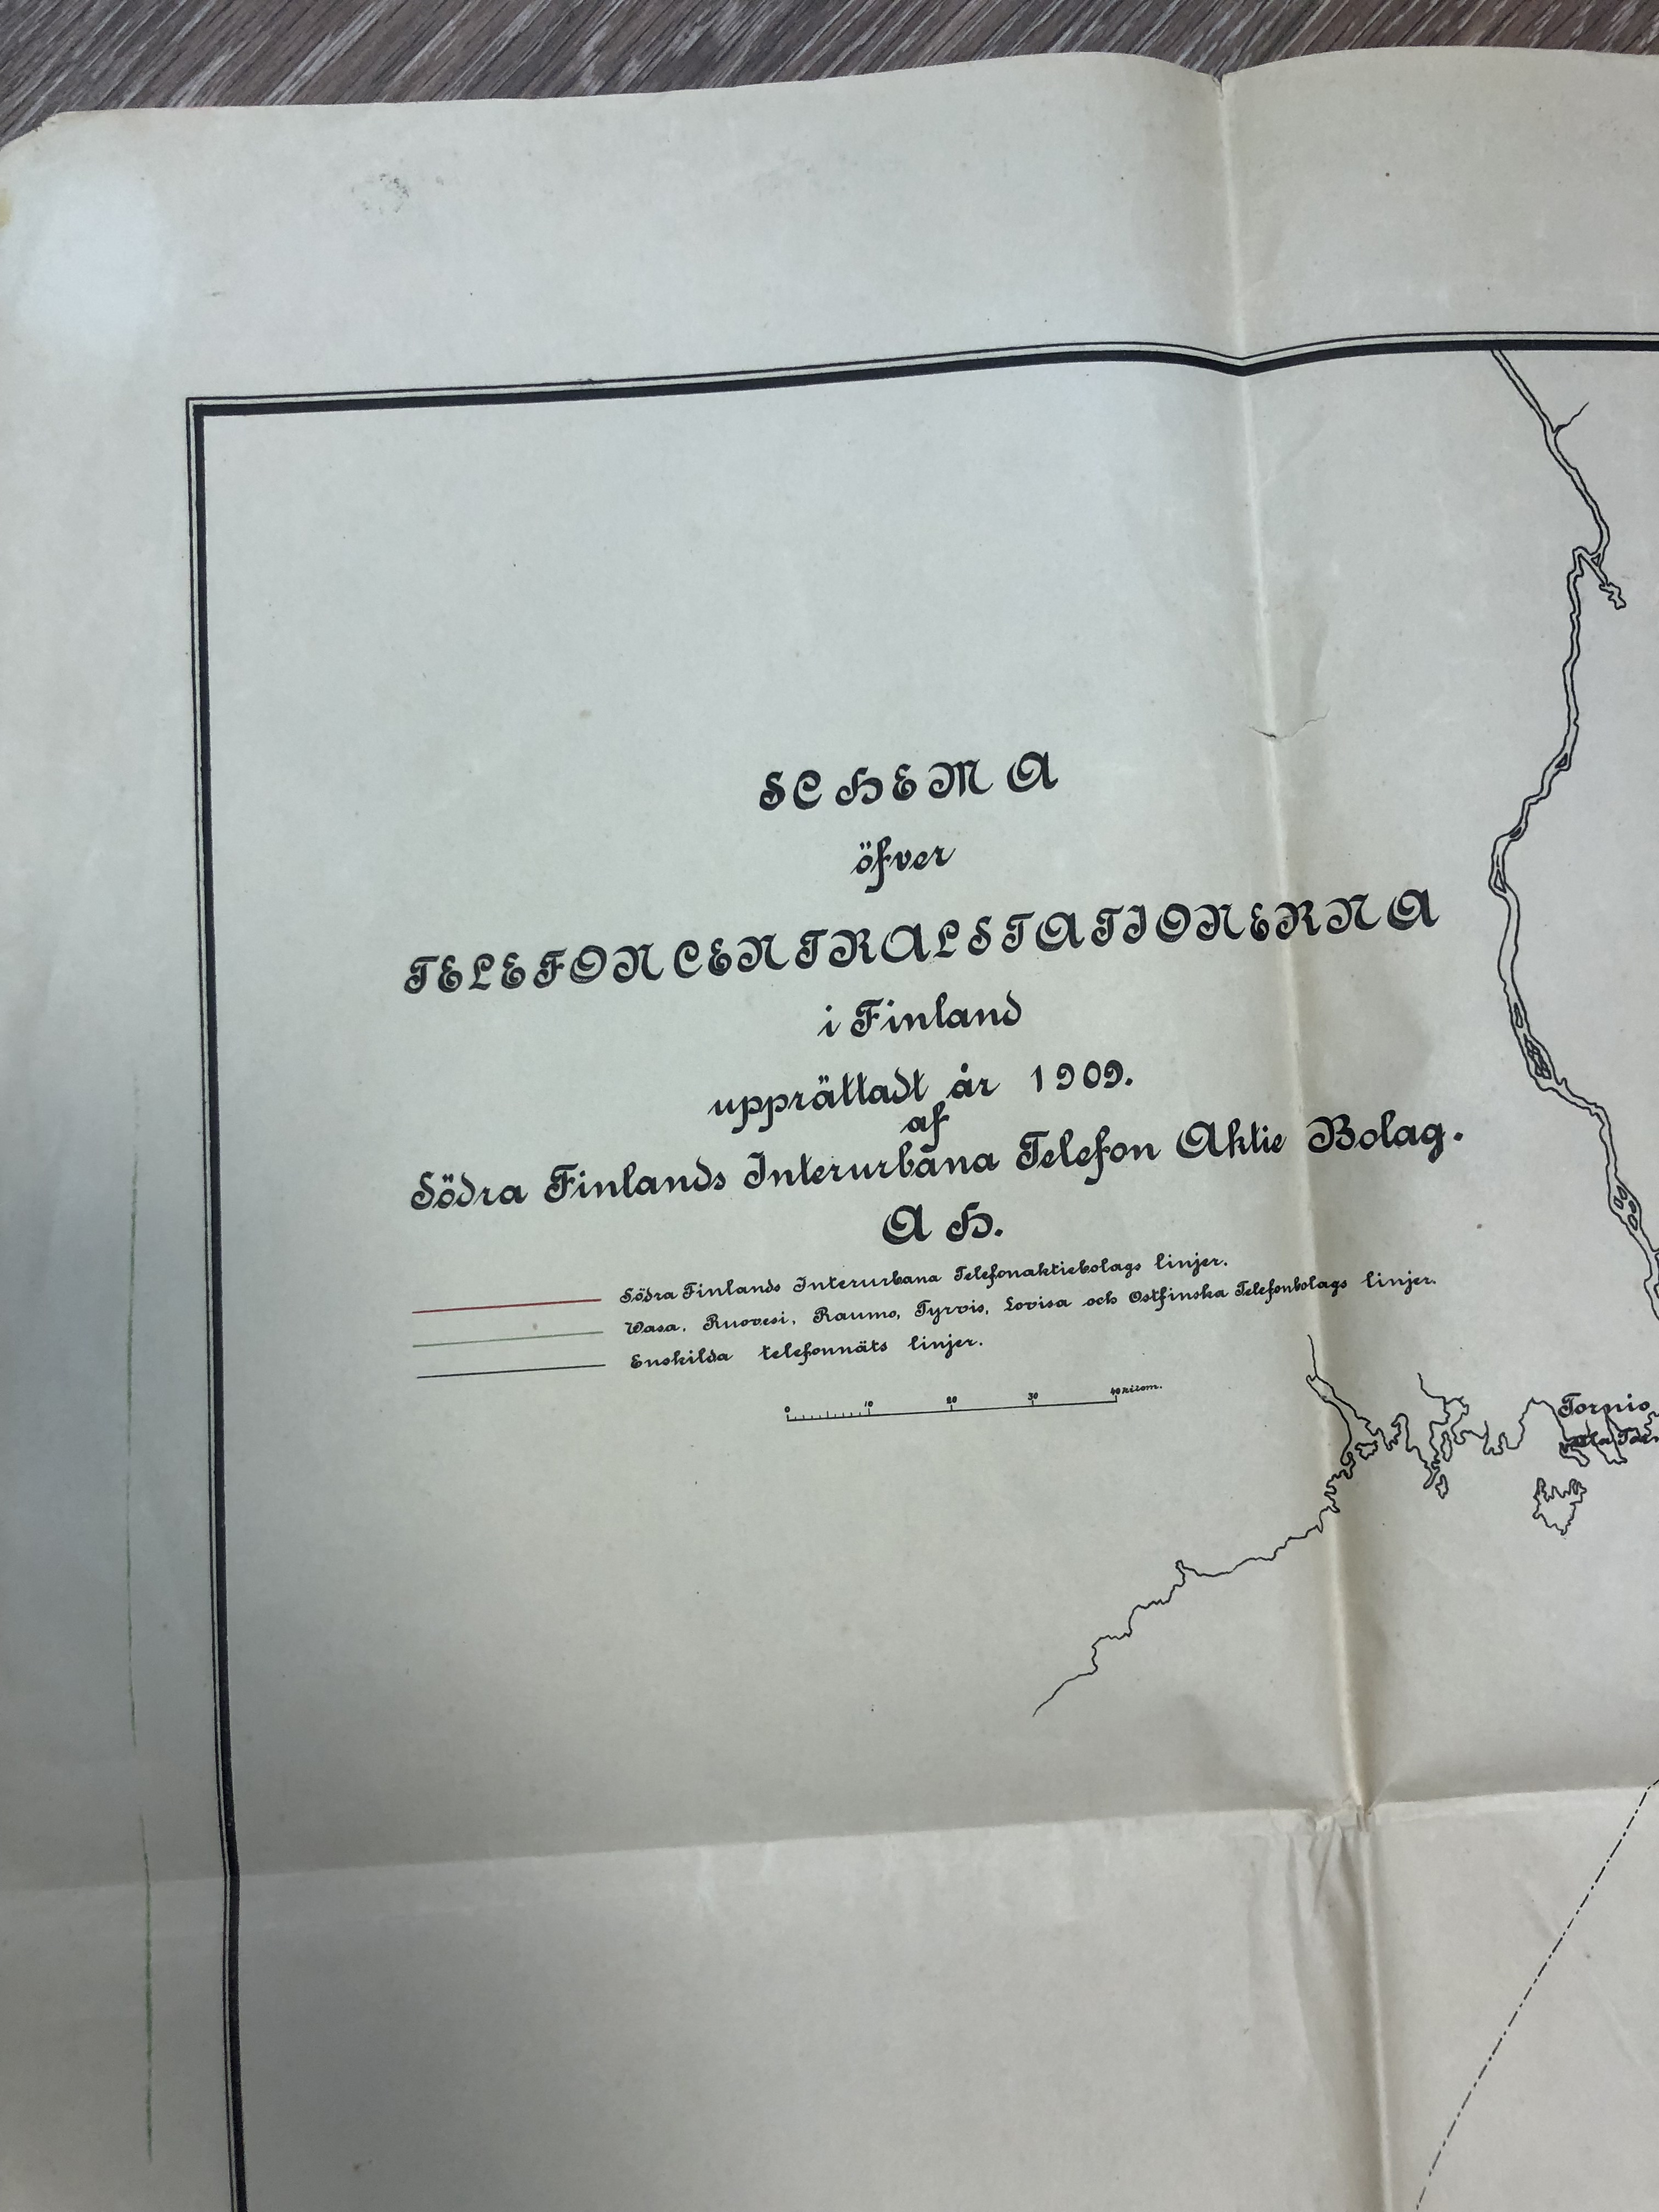 SCHEMA
öfver
TELEFONCENTRALSTATIONERNA
i Finland
upprättadt år 1909.
af
Södra Finlands Interurbana Telefon Aktie Bolag.
A H.
Södra Finlands Interurbana Telefonaktiebolags linjer.
Wasa, Ruovesi, Raumo, Tyrvis, Lovisa och Ostfinska Telefonbolags linjer.
Enskilda telefonnäts linjer.
0 10 20 30 40
Tornio